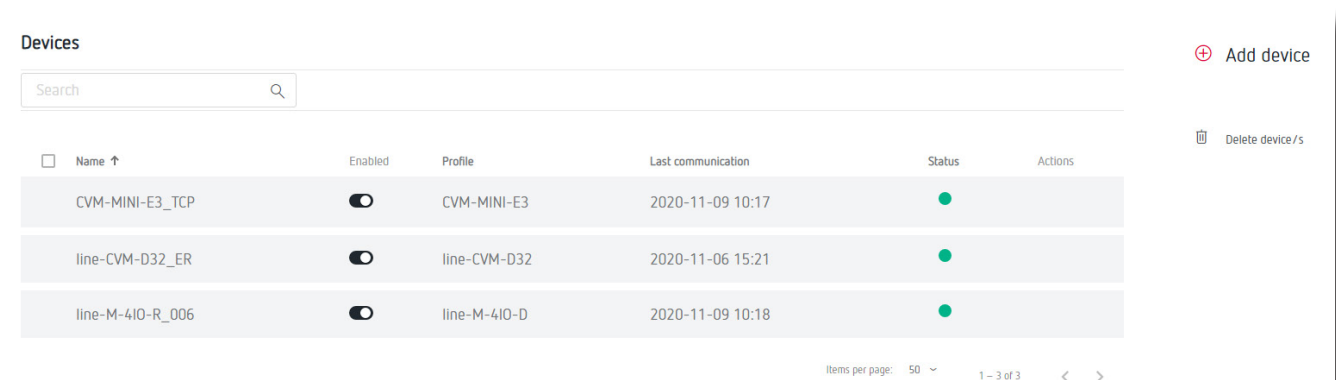 Devices
Add device
Search
Delete device/s
Name ↑ Enabled Profile Last communication Status Actions
CVM-MINI-E3_TCP CVM-MINI-E3 2020-11-09 10:17
line-CVM-D32_ER line-CVM-D32 2020-11-06 15:21
line-M-4IO-R_006 line-M-4IO-D 2020-11-09 10:18
Items per page: 50 1 – 3 of 3